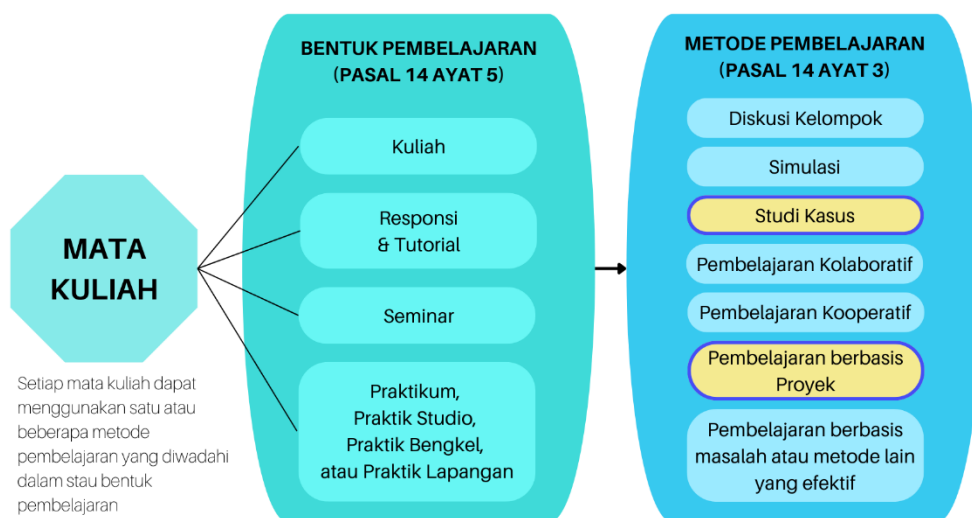 MATA
KULIAH
Setiap mata kuliah dapat
menggunakan satu atau
beberapa metode
pembelajaran yang diwadahi
dalam stau bentuk
pembelajaran
BENTUK PEMBELAJARAN
(PASAL 14 AYAT 5)
Kuliah
Responsi
& Tutorial
Seminar
Praktikum,
Praktik Studio,
Praktik Bengkel,
atau Praktik Lapangan
METODE PEMBELAJARAN
(PASAL 14 AYAT 3)
Diskusi Kelompok
Simulasi
Studi Kasus
Pembelajaran Kolaboratif
Pembelajaran Kooperatif
Pembelajaran berbasis
Proyek
Pembelajaran berbasis
masalah atau metode lain
yang efektif